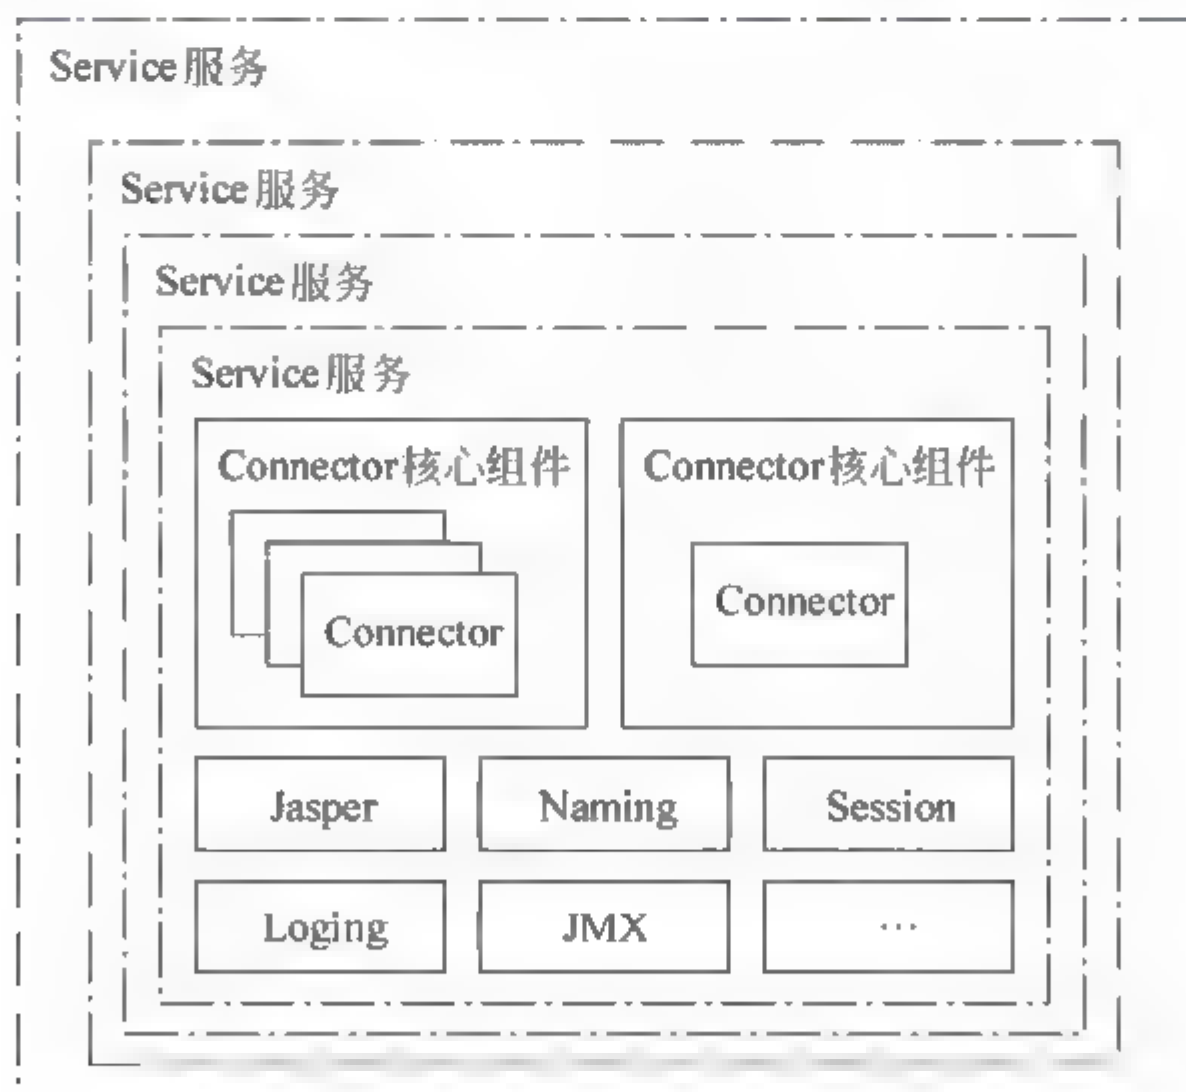 Service服务
Service服务
Service服务
Service服务
Connector核心组件
Connector核心组件
Connector
Connector
Jasper
Naming
Session
Loging
JMX
...